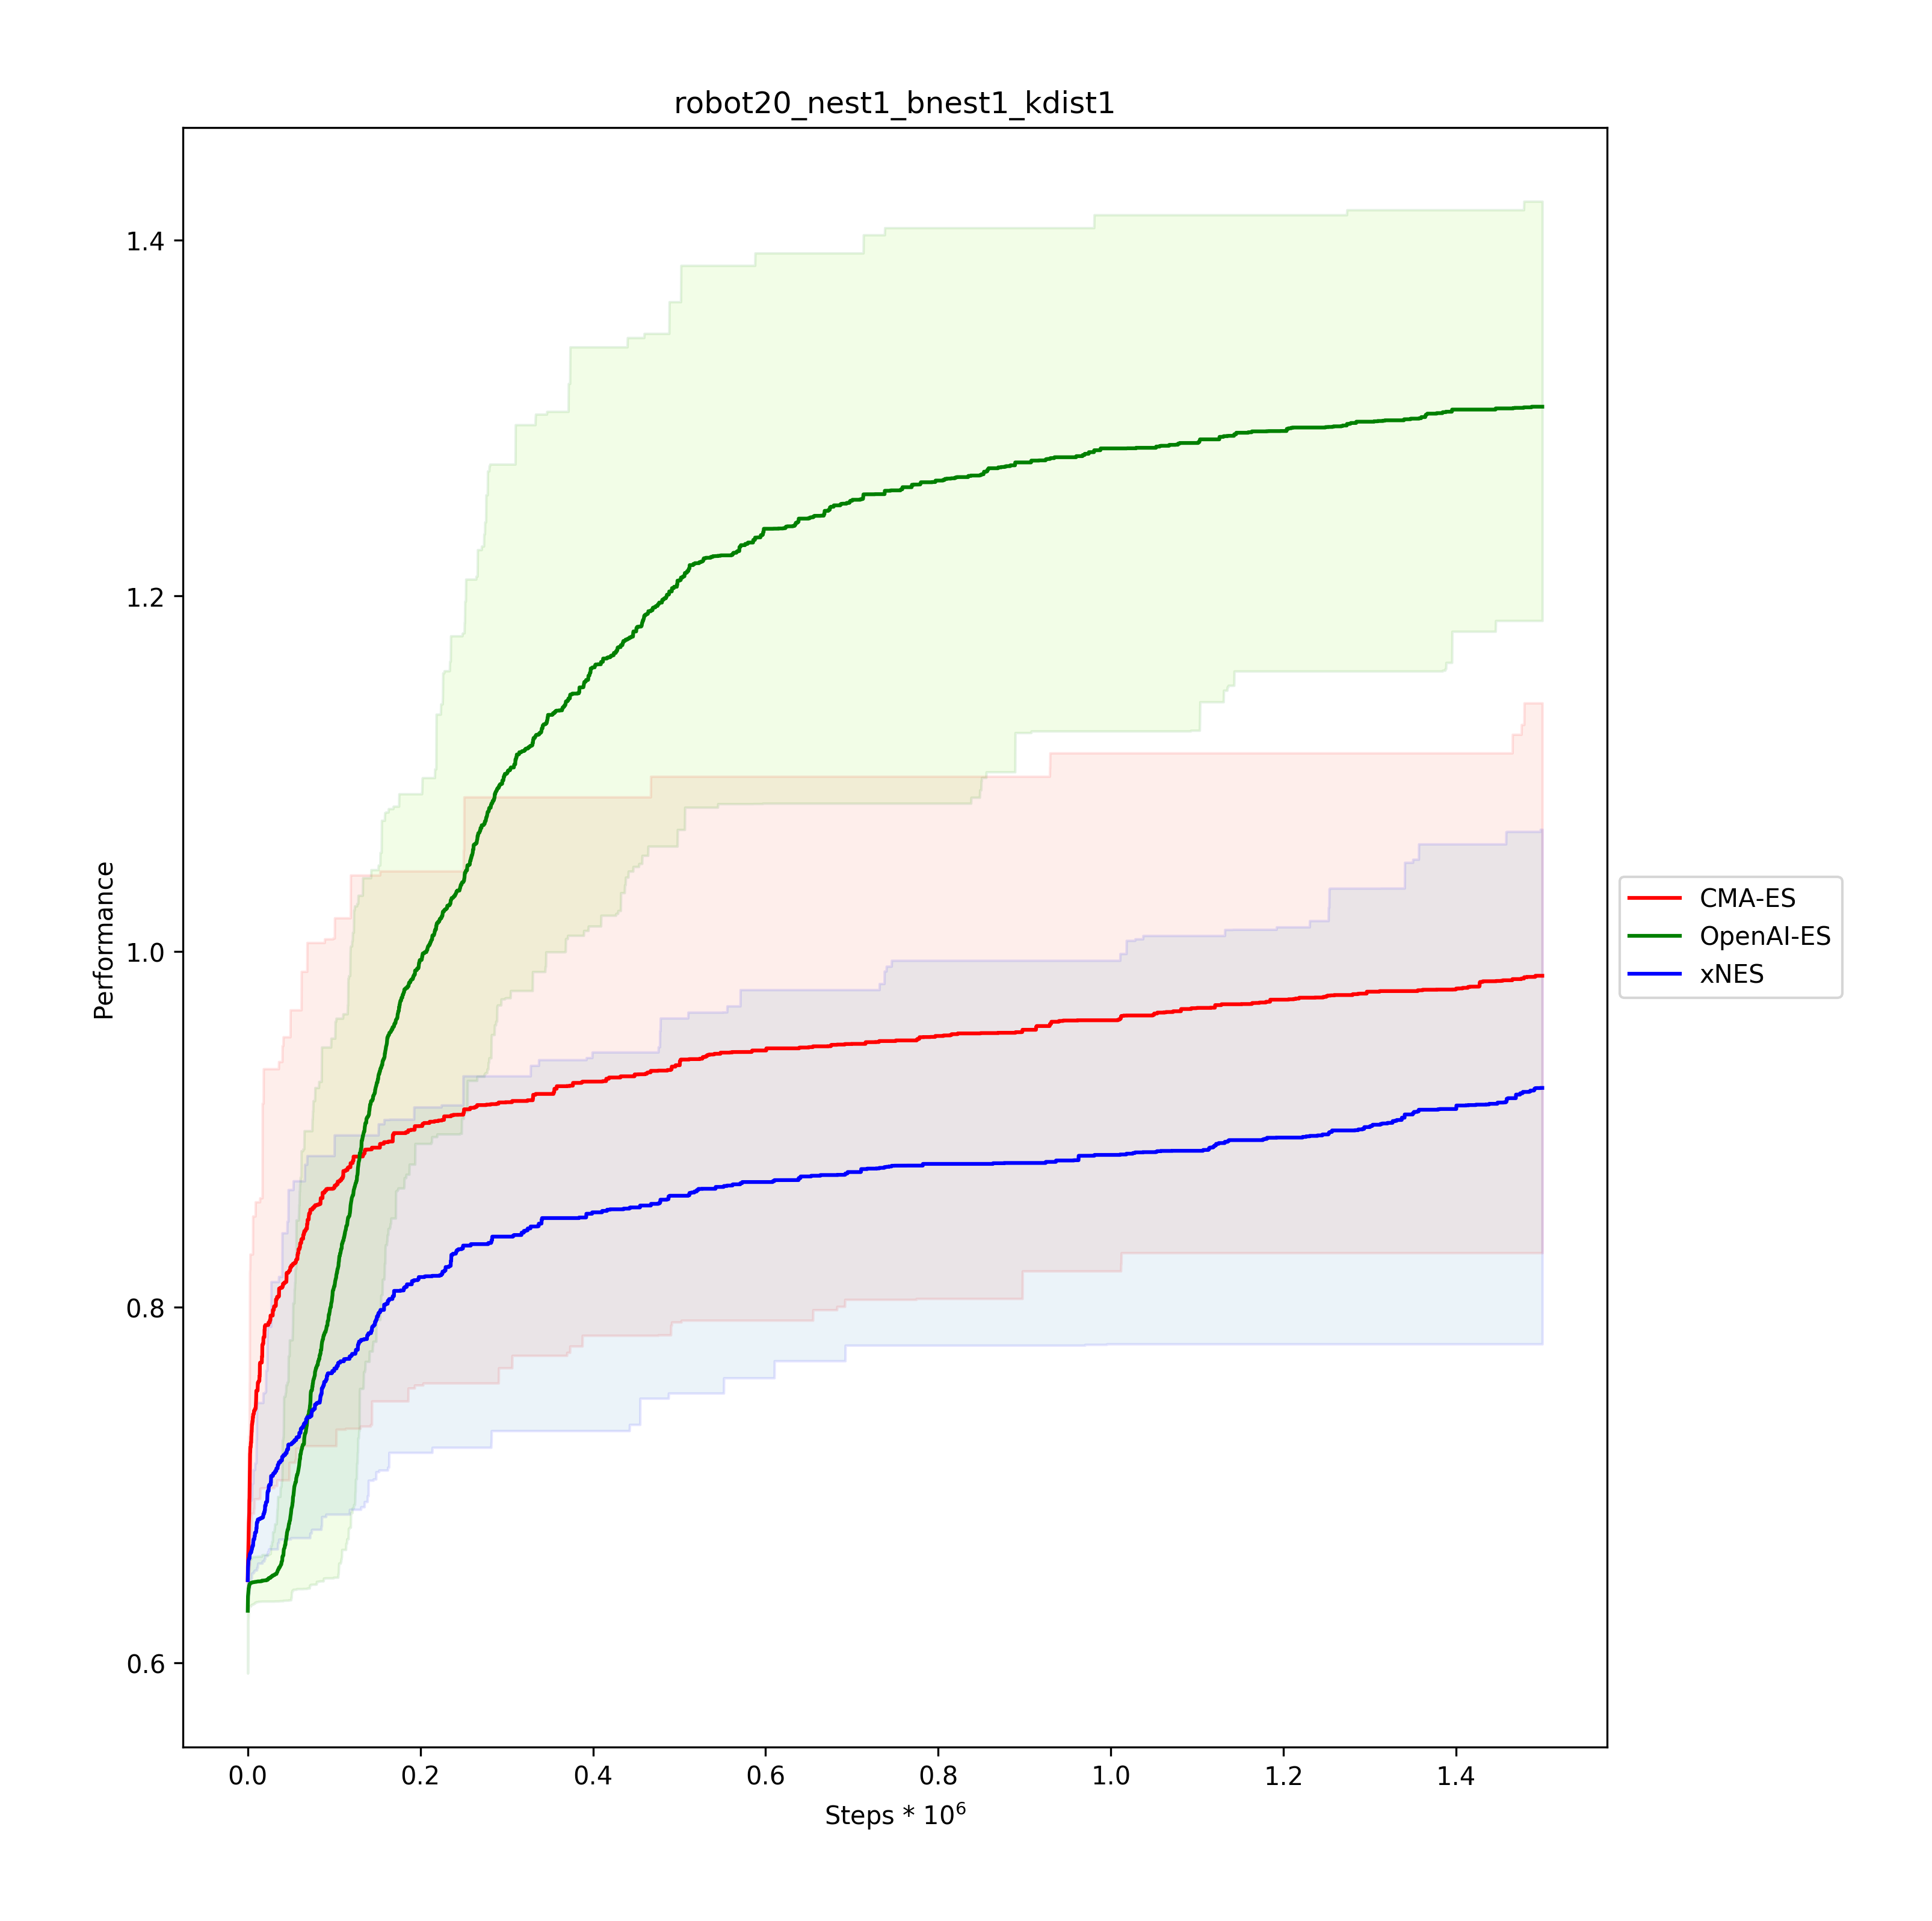 robot20_nest1_bnest1_kdist1
Performance
1.4
1.2
1.0
0.8
0.6
0.0 0.2 0.4 0.6 0.8 1.0 1.2 1.4
Steps * 10⁶
CMA-ES
OpenAI-ES
xNES